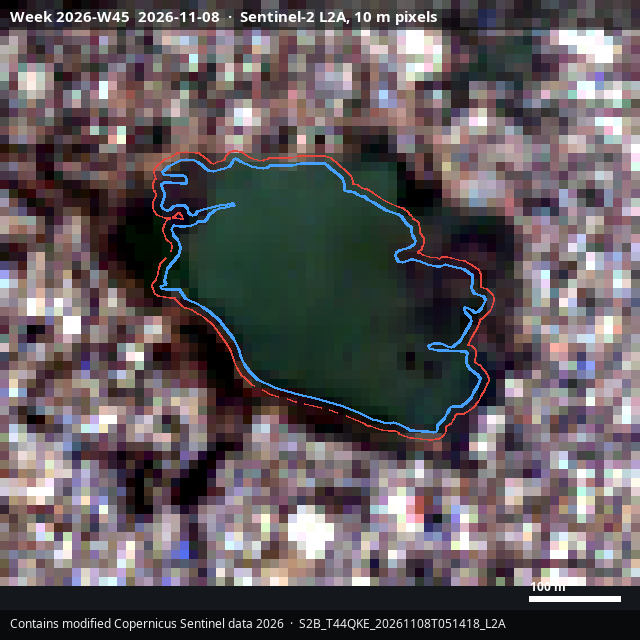 Week 2026-W45 2026-11-08 · Sentinel-2 L2A, 10 m pixels
100 m
Contains modified Copernicus Sentinel data 2026 · S2B_T44QKE_20261108T051418_L2A